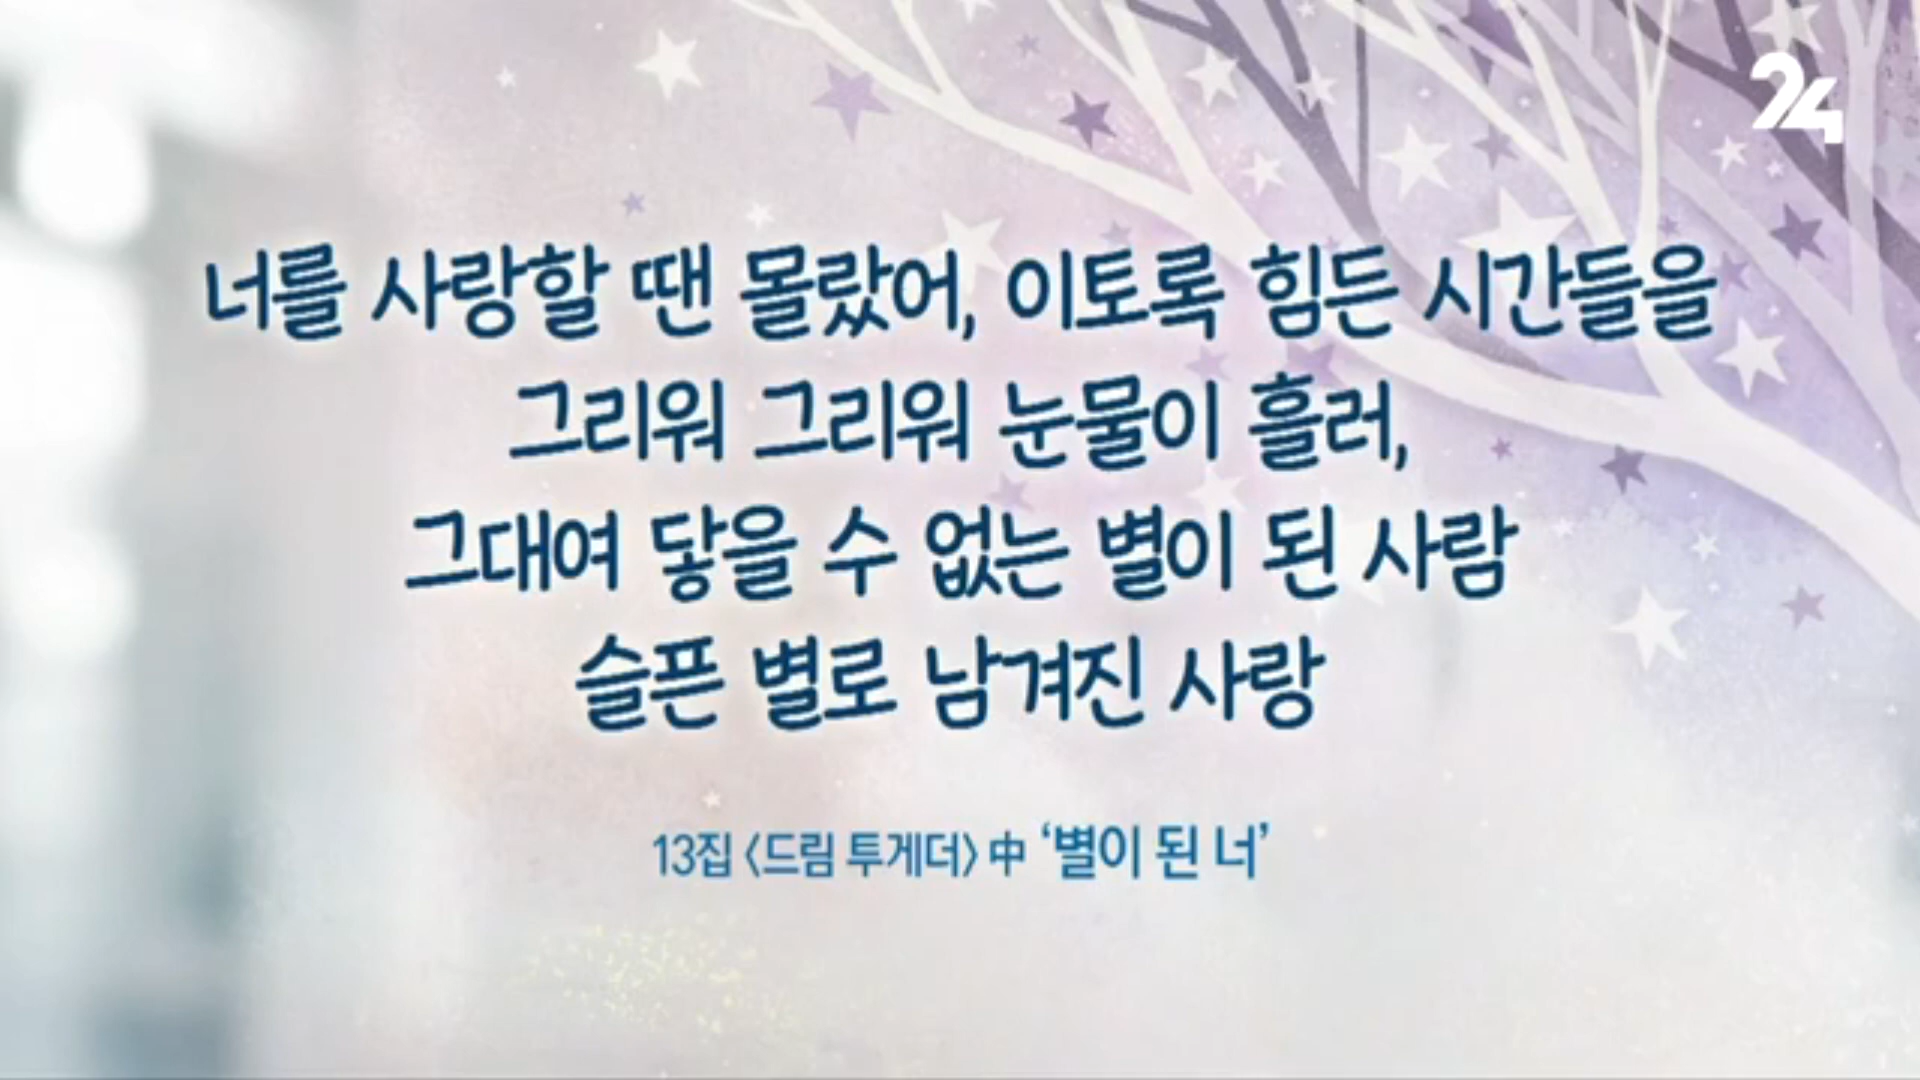 24
너를 사랑할 땐 몰랐어, 이토록 힘든 시간들을
그리워 그리워 눈물이 흘러,
그대여 닿을 수 없는 별이 된 사람
슬픈 별로 남겨진 사랑
13집 〈드림 투게더〉 中 ‘별이 된 너’